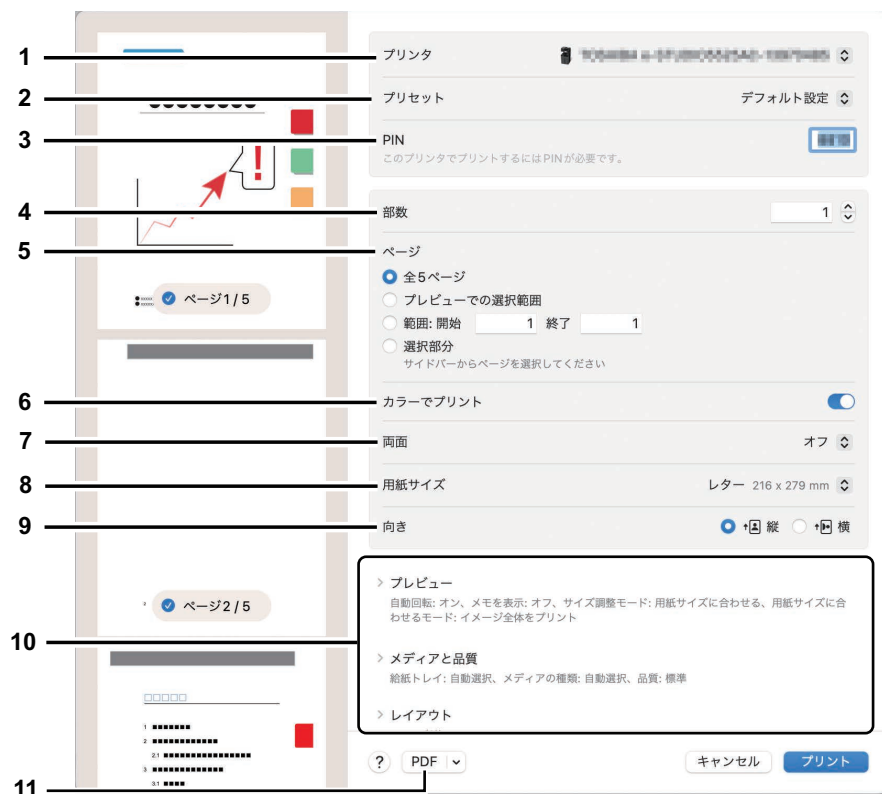 1
プリンタ
2
プリセット
デフォルト設定
3
PIN
このプリンタでプリントするにはPINが必要です。
4
部数
1
5
ページ
全5ページ
プレビューでの選択範囲
範囲: 開始 1 終了 1
選択部分
サイドバーからページを選択してください
6
カラーでプリント
7
両面
オフ
8
用紙サイズ
レター 216 x 279 mm
9
向き
縦 横
10
プレビュー
自動回転: オン、メモを表示: オフ、サイズ調整モード: 用紙サイズに合わせる、用紙サイズに合
わせるモード: イメージ全体をプリント
メディアと品質
給紙トレイ: 自動選択、メディアの種類: 自動選択、品質: 標準
レイアウト
11
? PDF
キャンセル
プリント
!
ページ1 / 5
ページ2 / 5
1
2
2.1
3
3.1